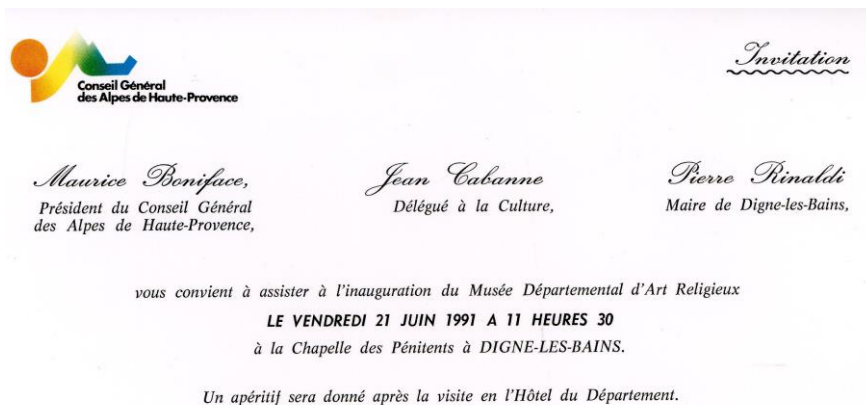 Conseil Général
des Alpes de Haute-Provence
Invitation
Maurice Boniface,
Président du Conseil Général
des Alpes de Haute-Provence,
Jean Cabanne
Délégué à la Culture,
Pierre Rinaldi
Maire de Digne-les-Bains,
vous convient à assister à l'inauguration du Musée Départemental d'Art Religieux
LE VENDREDI 21 JUIN 1991 A 11 HEURES 30
à la Chapelle des Pénitents à DIGNE-LES-BAINS.
Un apéritif sera donné après la visite en l'Hôtel du Département.